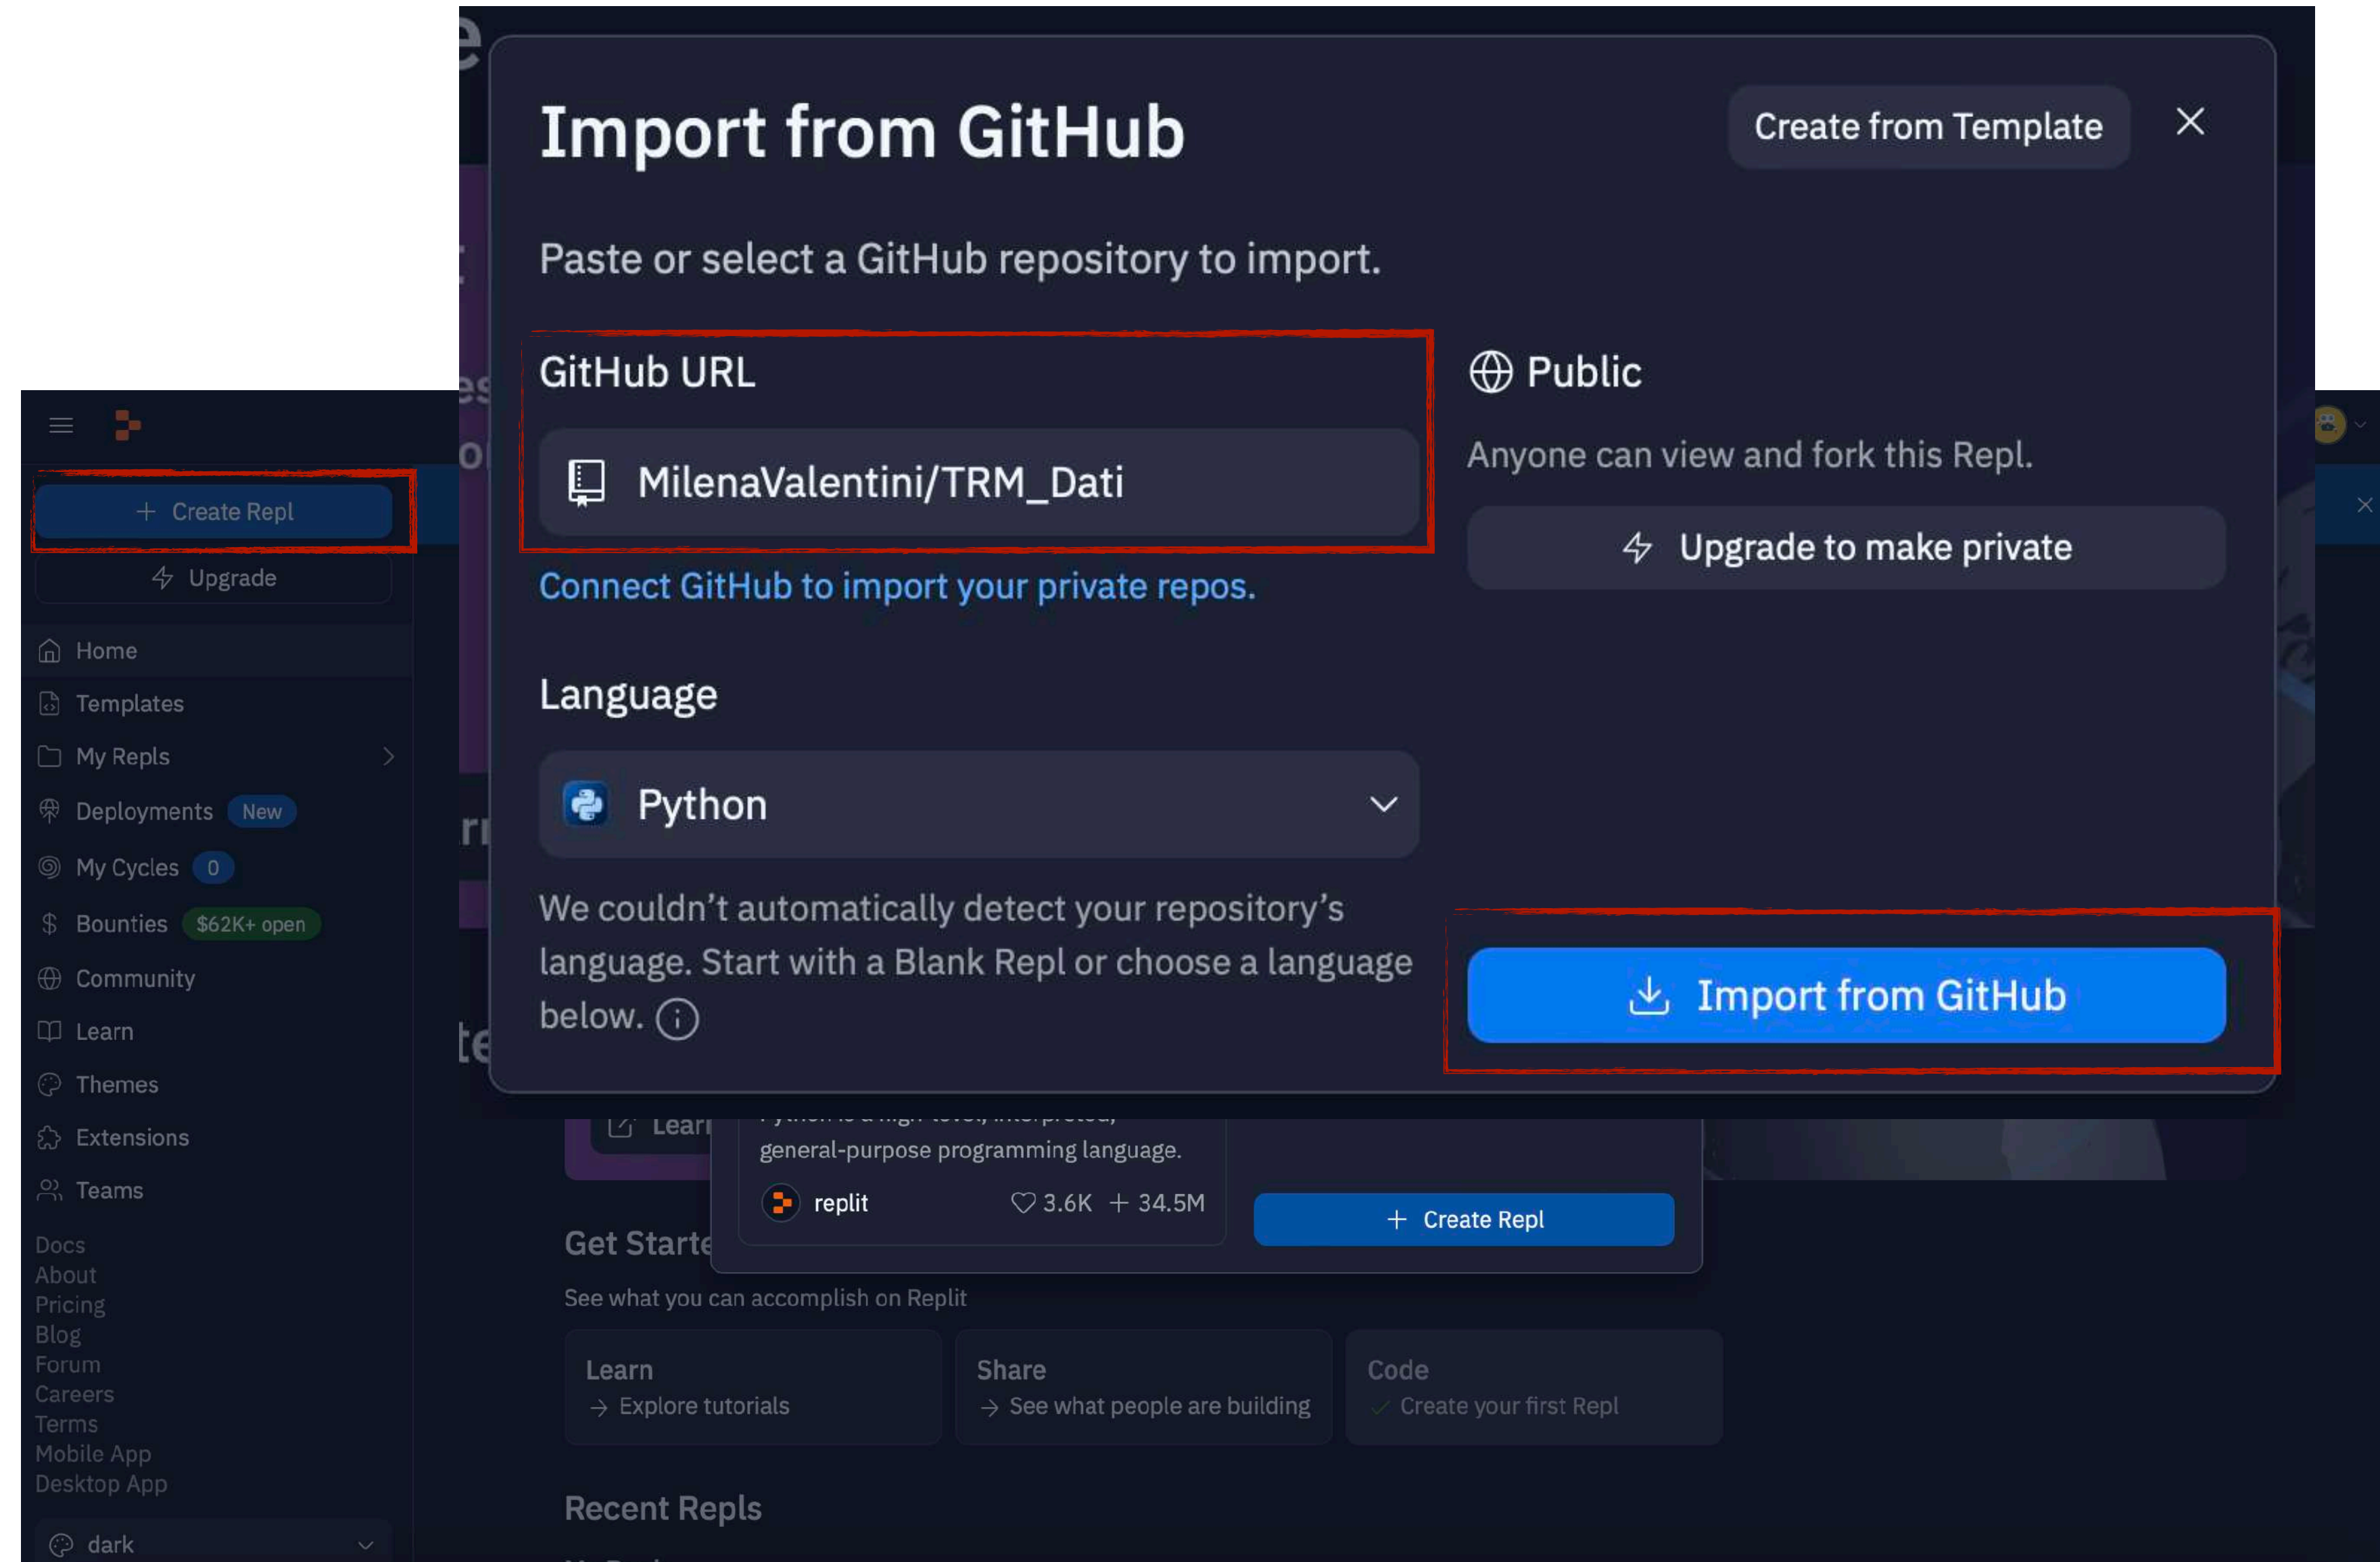 Import from GitHub
Create from Template
Paste or select a GitHub repository to import.
GitHub URL
MilenaValentini/TRM_Dati
Connect GitHub to import your private repos.
Public
Anyone can view and fork this Repl.
Upgrade to make private
Language
Python
We couldn’t automatically detect your repository’s
language. Start with a Blank Repl or choose a language
below.
Import from GitHub
+ Create Repl
Upgrade
Home
Templates
My Repls
Deployments New
My Cycles 0
$ Bounties $62K+ open
Community
Learn
Themes
Extensions
Teams
Docs
About
Pricing
Blog
Forum
Careers
Terms
Mobile App
Desktop App
dark
general-purpose programming language.
replit 3.6K + 34.5M
+ Create Repl
Get Starte
See what you can accomplish on Replit
Learn
→ Explore tutorials
Share
→ See what people are building
Code
✓ Create your first Repl
Recent Repls